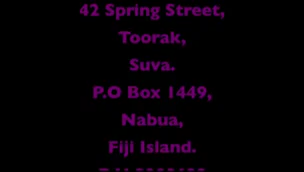 42 Spring Street,
Toorak,
Suva.
P.O Box 1449,
Nabua,
Fiji Island.